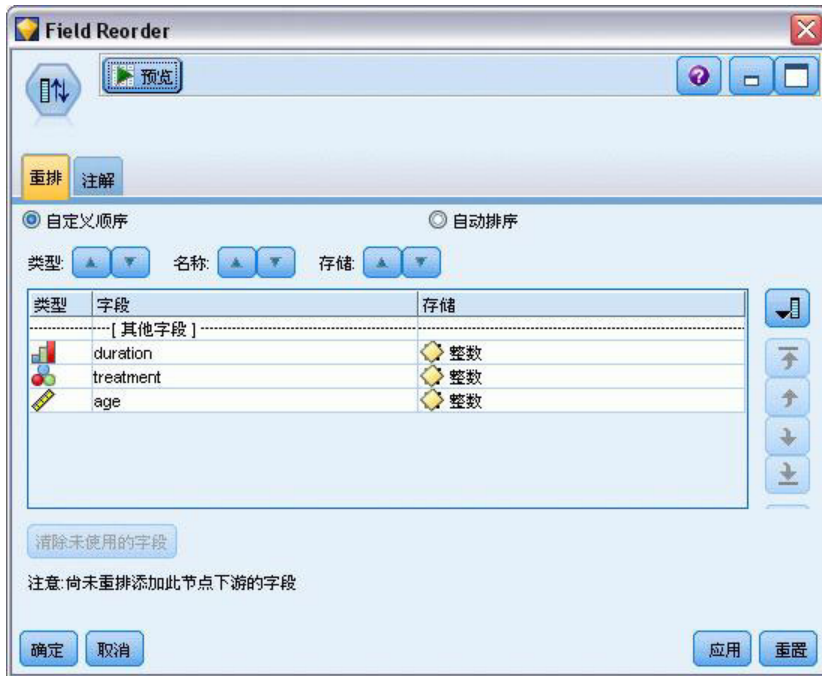 Field Reorder
预览
重排 注解
自定义顺序 自动排序
类型: 名称: 存储:
类型 字段 存储
[ 其他字段 ]
duration 整数
treatment 整数
age 整数
清除未使用的字段
注意:尚未重排添加此节点下游的字段
确定 取消 应用 重置